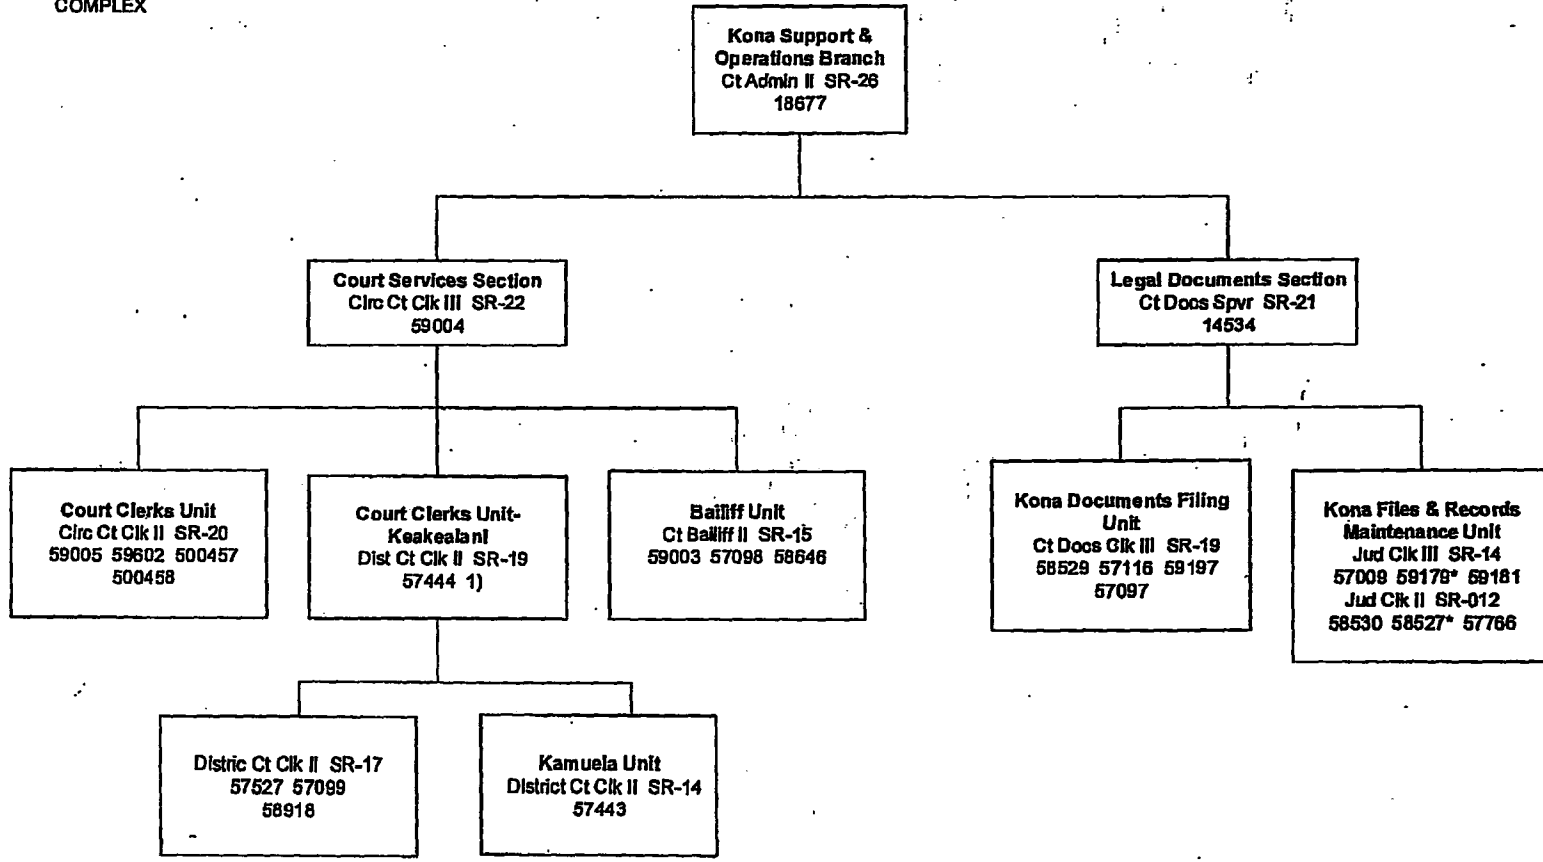 COMPLEX
Kona Support &
Operations Branch
Ct Admin II SR-26
18677
Court Services Section
Circ Ct Clk III SR-22
59004
Legal Documents Section
Ct Docs Spvr SR-21
14534
Court Clerks Unit
Circ Ct Clk II SR-20
59005 59602 500457
500458
Court Clerks Unit-
Keakealani
Dist Ct Clk II SR-19
57444 1)
Bailiff Unit
Ct Bailiff II SR-15
59003 57098 58646
Kona Documents Filing
Unit
Ct Docs Clk III SR-19
58529 57116 59197
57097
Kona Files & Records
Maintenance Unit
Jud Clk III SR-14
57009 59179* 59181
Jud Clk II SR-012
58530 58527* 57766
Distric Ct Clk II SR-17
57527 57099
58918
Kamuela Unit
District Ct Clk II SR-14
57443